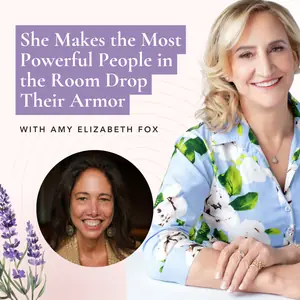 She Makes the Most
Powerful People in
the Room Drop
Their Armor
WITH AMY ELIZABETH FOX